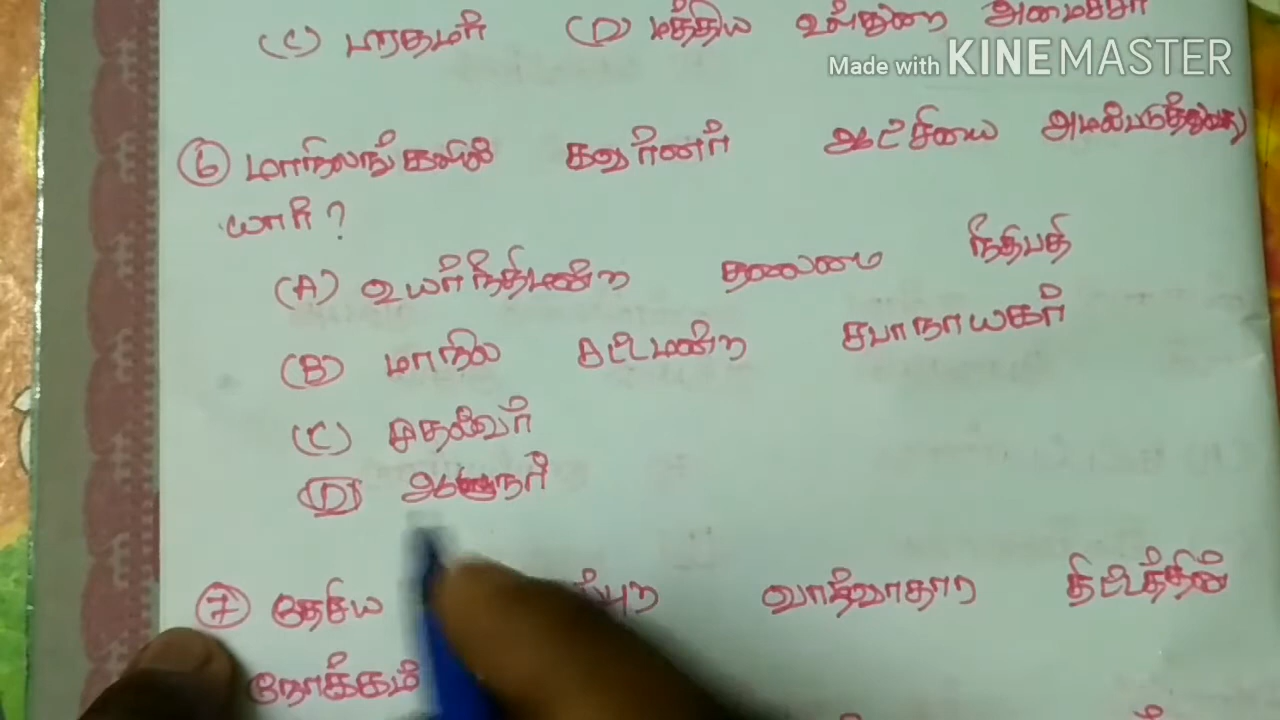 (C) பிரதமர் (D) மத்திய உள்துறை அமைச்சர்
Made with KINEMASTER
6 மாநிலங்களில் கவர்னர் ஆட்சியை அமல்படுத்துவது
யார்?
(A) உயர்நீதிமன்ற தலைமை நீதிபதி
(B) மாநில சட்டமன்ற சபாநாயகர்
(C) முதல்வர்
(D) ஆளுநர்
7 தேசிய வாழ்வாதார திட்டத்தின்
நோக்கம்